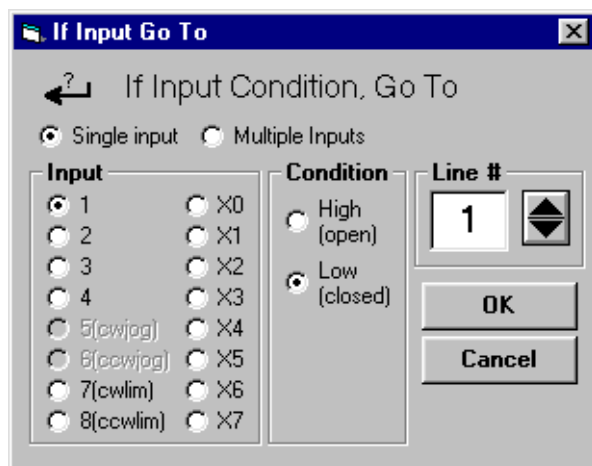 If Input Go To
? If Input Condition, Go To
Single input Multiple Inputs
Input
1 X0
2 X1
3 X2
4 X3
5(cwjog) X4
6(ccwjog) X5
7(cwlim) X6
8(ccwlim) X7
Condition
High
(open)
Low
(closed)
Line #
1
OK
Cancel